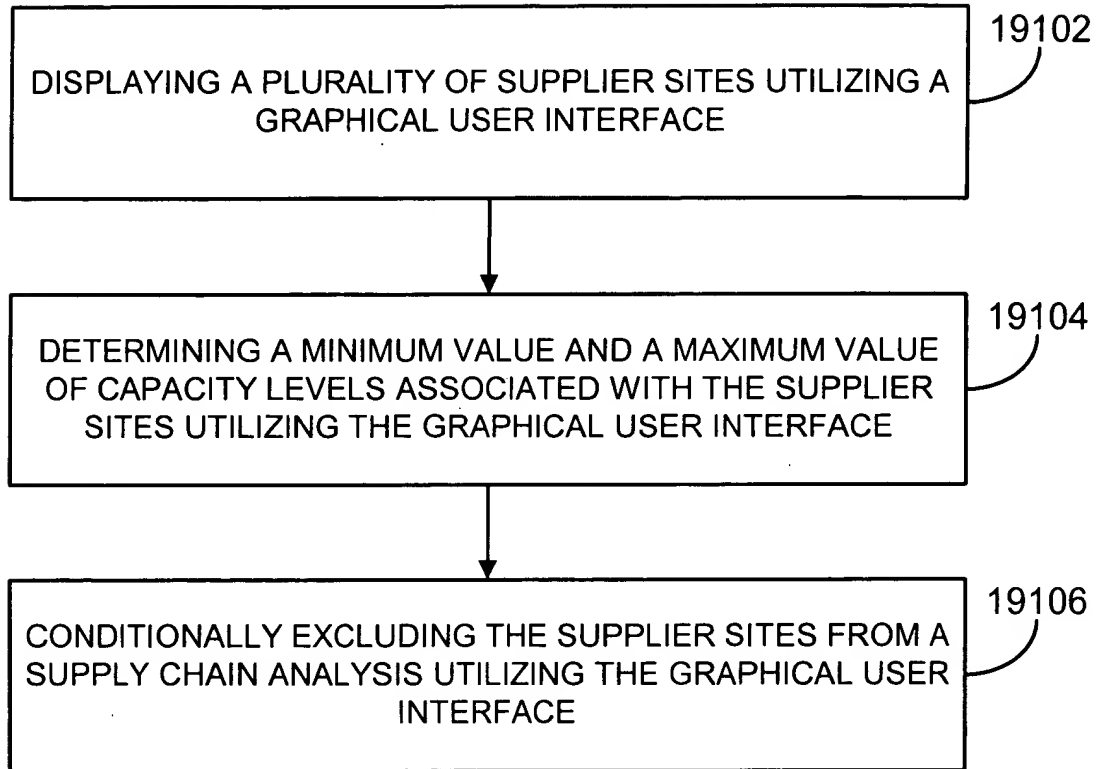 19102
DISPLAYING A PLURALITY OF SUPPLIER SITES UTILIZING A
GRAPHICAL USER INTERFACE
19104
DETERMINING A MINIMUM VALUE AND A MAXIMUM VALUE
OF CAPACITY LEVELS ASSOCIATED WITH THE SUPPLIER
SITES UTILIZING THE GRAPHICAL USER INTERFACE
19106
CONDITIONALLY EXCLUDING THE SUPPLIER SITES FROM A
SUPPLY CHAIN ANALYSIS UTILIZING THE GRAPHICAL USER
INTERFACE